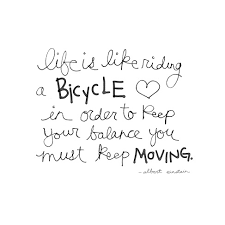 life is like riding
a BICYCLE ♡
in order to keep
your balance you
must keep MOVING.
- albert einstein